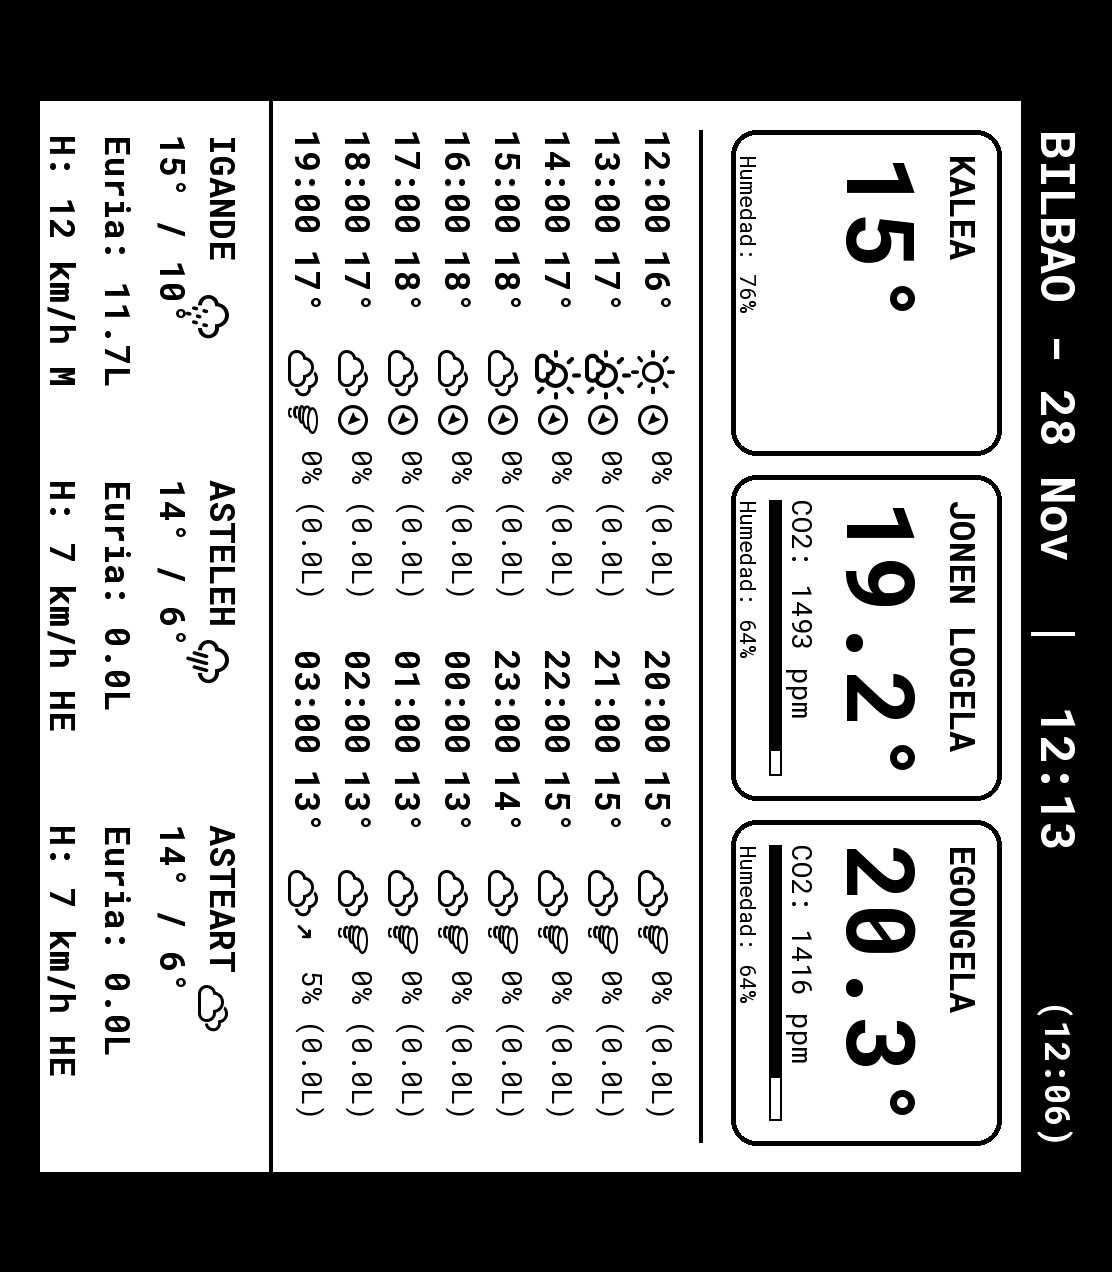 BILBAO - 28 Nov | 12:13 (12:06)
KALEA
15°
Humedad: 76%
JONEN LOGELA
19.2°
CO2: 1493 ppm
Humedad: 64%
EGONGELA
20.3°
CO2: 1416 ppm
Humedad: 64%
12:00 16° 0% (0.0L)
13:00 17° 0% (0.0L)
14:00 17° 0% (0.0L)
15:00 18° 0% (0.0L)
16:00 18° 0% (0.0L)
17:00 18° 0% (0.0L)
18:00 17° 0% (0.0L)
19:00 17° 0% (0.0L)
20:00 15° 0% (0.0L)
21:00 15° 0% (0.0L)
22:00 15° 0% (0.0L)
23:00 14° 0% (0.0L)
00:00 13° 0% (0.0L)
01:00 13° 0% (0.0L)
02:00 13° 0% (0.0L)
03:00 13° 5% (0.0L)
IGANDE
15° / 10°
Euria: 11.7L
H: 12 km/h M
ASTELEH
14° / 6°
Euria: 0.0L
H: 7 km/h HE
ASTEART
14° / 6°
Euria: 0.0L
H: 7 km/h HE